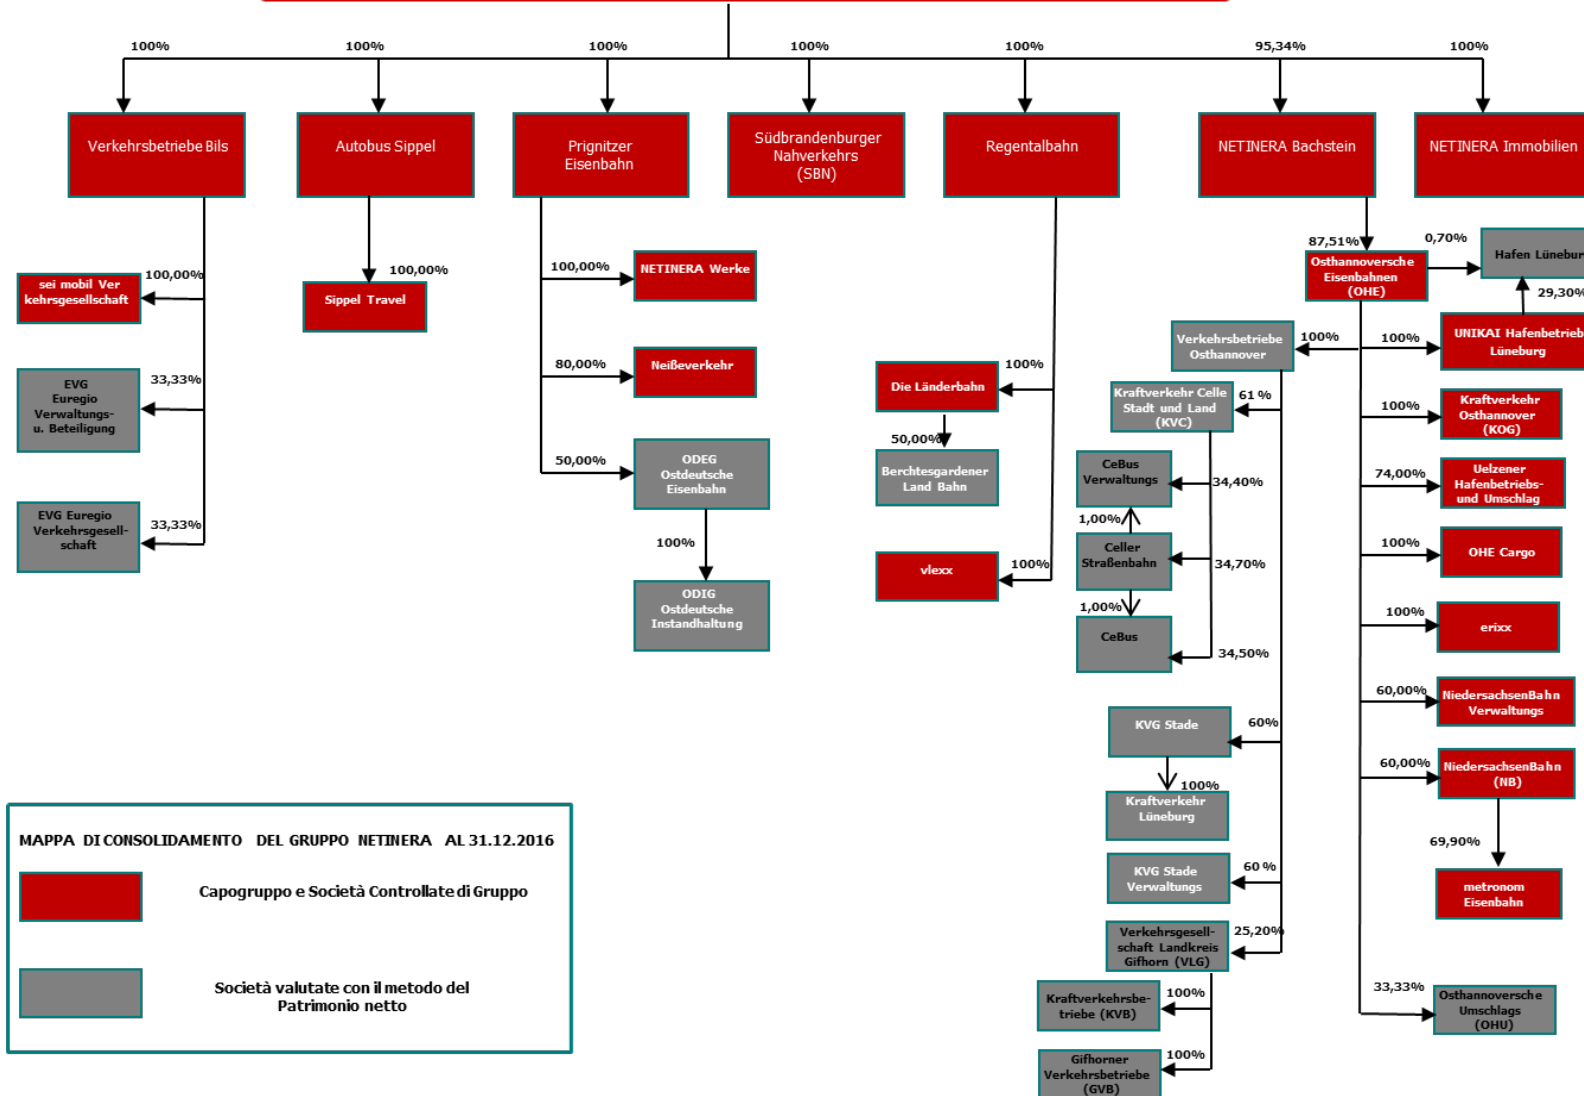 100%
100%
100%
100%
100%
95,34%
100%
Verkehrsbetriebe Bils
Autobus Sippel
Prignitzer
Eisenbahn
Südbrandenburger
Nahverkehrs
(SBN)
Regentalbahn
NETINERA Bachstein
NETINERA Immobilien
100,00%
sei mobil Ver
kehrsgesellschaft
33,33%
EVG
Euregio
Verwaltungs-
u. Beteiligung
33,33%
EVG Euregio
Verkehrsgesell-
schaft
100,00%
Sippel Travel
100,00%
NETINERA Werke
80,00%
Neißeverkehr
50,00%
ODEG
Ostdeutsche
Eisenbahn
100%
ODIG
Ostdeutsche
Instandhaltung
100%
Die Länderbahn
50,00%
Berchtesgardener
Land Bahn
100%
vlexx
87,51%
Osthannoversche
Eisenbahnen
(OHE)
0,70%
Hafen Lüneburg
29,30%
100%
Verkehrsbetriebe
Osthannover
100%
UNIKAI Hafenbetrieb
Lüneburg
61 %
Kraftverkehr Celle
Stadt und Land
(KVC)
34,40%
CeBus
Verwaltungs
1,00%
34,70%
Celler
Straßenbahn
1,00%
34,50%
CeBus
60%
KVG Stade
100%
Kraftverkehr
Lüneburg
60 %
KVG Stade
Verwaltungs
25,20%
Verkehrsgesell-
schaft Landkreis
Gifhorn (VLG)
100%
Kraftverkehrsbe-
triebe (KVB)
100%
Gifhorner
Verkehrsbetriebe
(GVB)
100%
Kraftverkehr
Osthannover
(KOG)
74,00%
Uelzener
Hafenbetriebs-
und Umschlag
100%
OHE Cargo
100%
erixx
60,00%
NiedersachsenBahn
Verwaltungs
60,00%
NiedersachsenBahn
(NB)
69,90%
metronom
Eisenbahn
33,33%
Osthannoversche
Umschlags
(OHU)
MAPPA DI CONSOLIDAMENTO DEL GRUPPO NETINERA AL 31.12.2016
Capogruppo e Società Controllate di Gruppo
Società valutate con il metodo del
Patrimonio netto